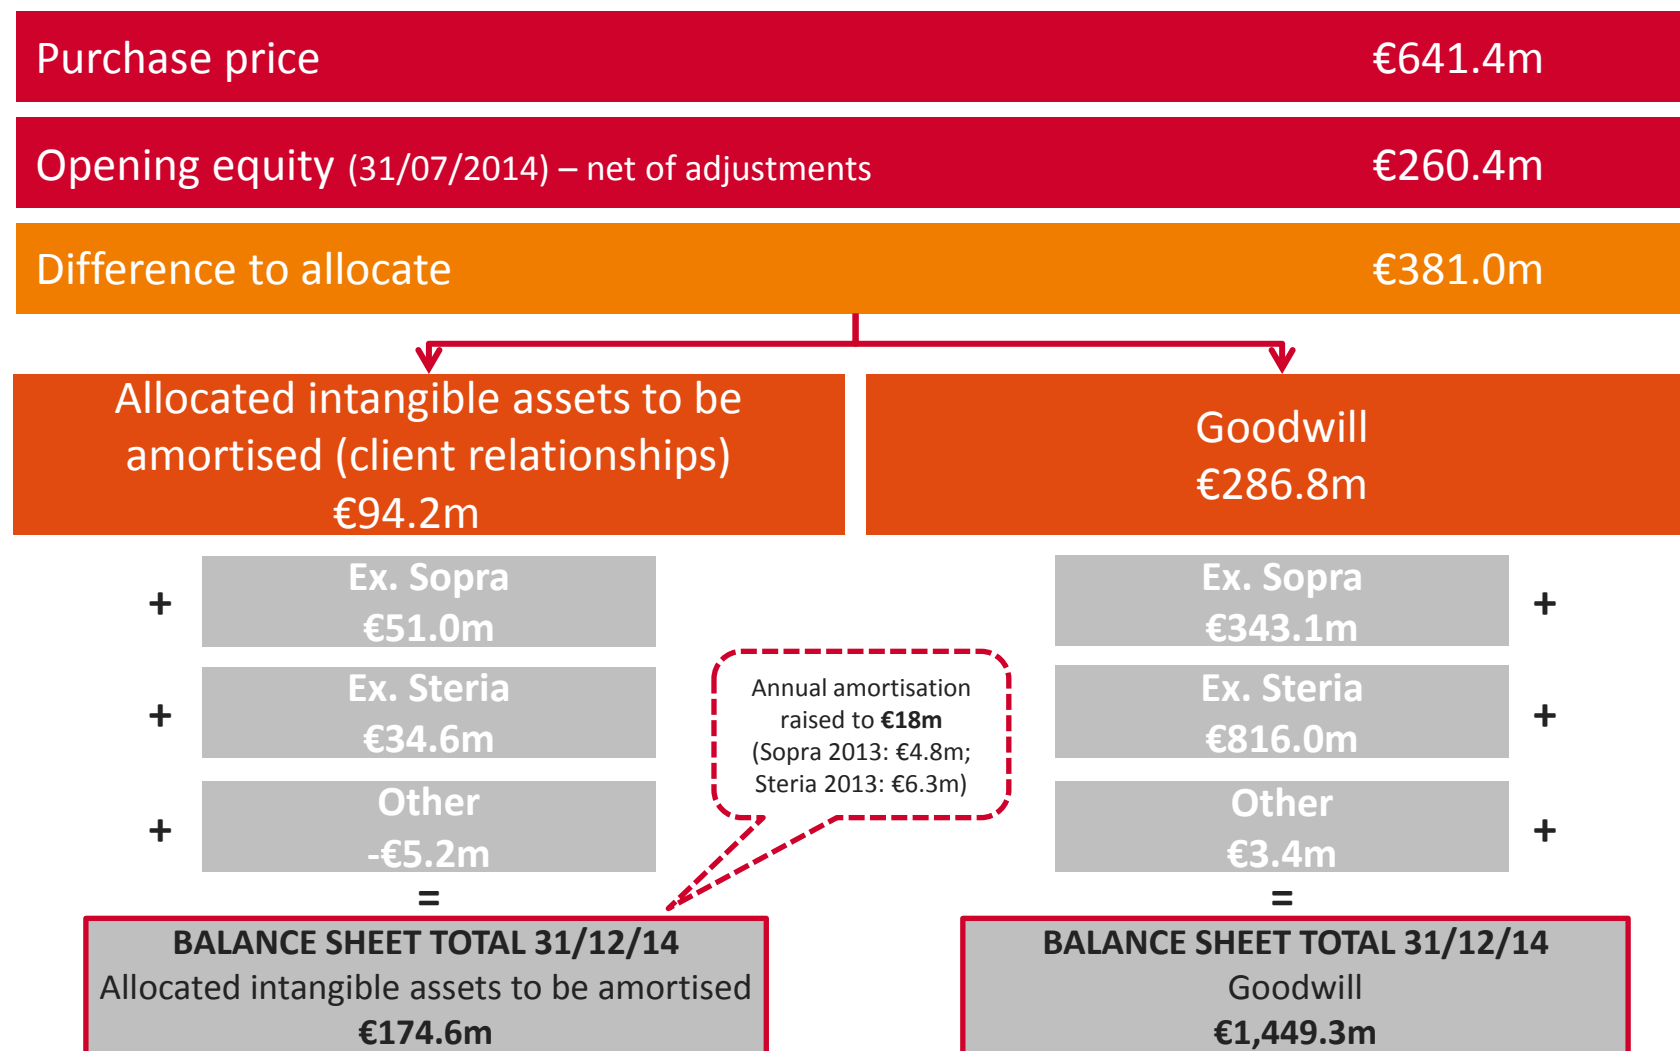 Purchase price €641.4m
Opening equity (31/07/2014) – net of adjustments €260.4m
Difference to allocate €381.0m
Allocated intangible assets to be
amortised (client relationships)
€94.2m
Goodwill
€286.8m
+
Ex. Sopra
€51.0m
+
Ex. Steria
€34.6m
+
Other
-€5.2m
=
BALANCE SHEET TOTAL 31/12/14
Allocated intangible assets to be amortised
€174.6m
Annual amortisation
raised to €18m
(Sopra 2013: €4.8m;
Steria 2013: €6.3m)
Ex. Sopra
€343.1m
+
Ex. Steria
€816.0m
+
Other
€3.4m
+
=
BALANCE SHEET TOTAL 31/12/14
Goodwill
€1,449.3m